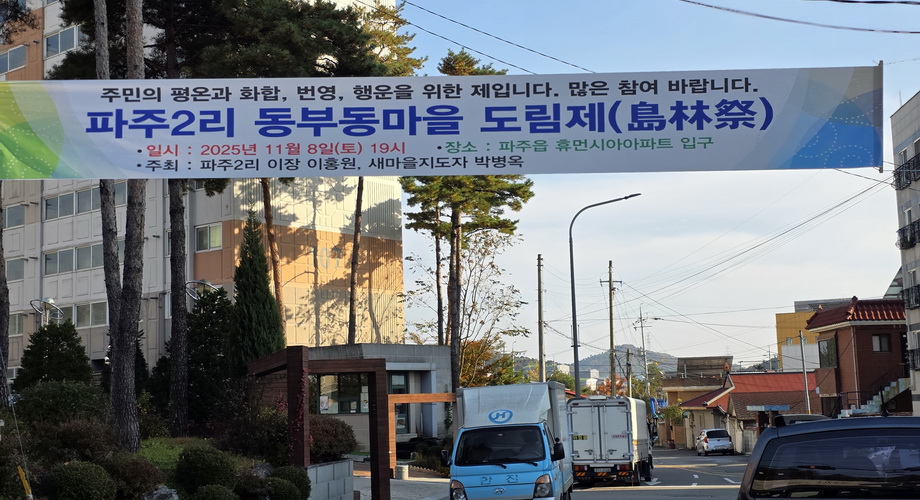 주민의 평온과 화합, 번영, 행운을 위한 제입니다. 많은 참여 바랍니다.
파주2리 동부동마을 도림제(島林祭)
•일시 : 2025년 11월 8일(토) 19시 •장소 : 파주읍 휴먼시아아파트 입구
•주최 : 파주2리 이장 이홍원, 새마을지도자 박병옥
한진